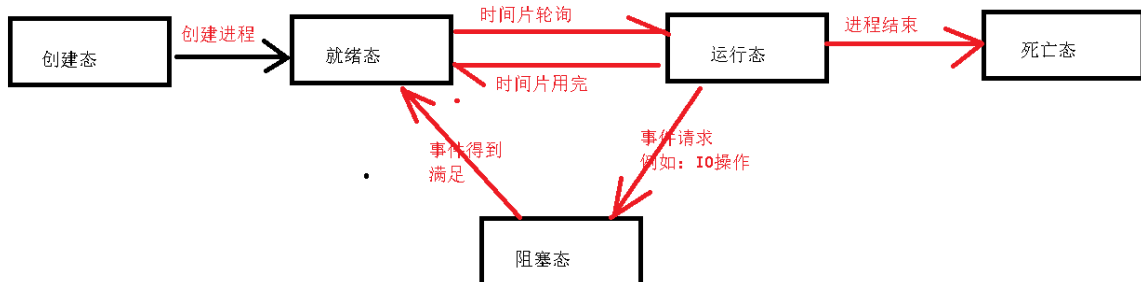 创建态
创建进程
就绪态
时间片轮询
时间片用完
运行态
进程结束
死亡态
事件得到
满足
事件请求
例如：IO操作
阻塞态